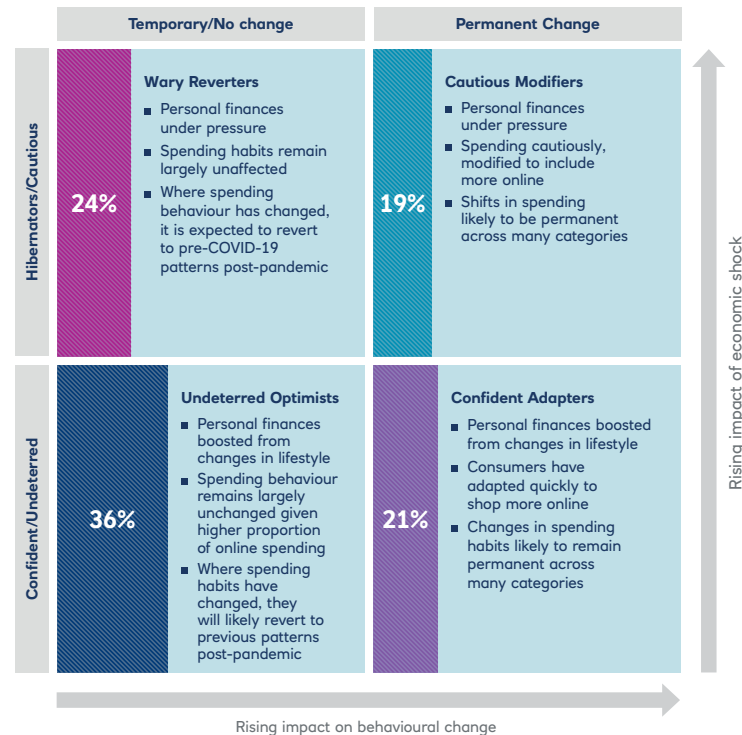 Temporary/No change
Permanent Change
Hibernators/Cautious
24%
Wary Reverters
Personal finances
under pressure
Spending habits remain
largely unaffected
Where spending
behaviour has changed,
it is expected to revert
to pre-COVID-19
patterns post-pandemic
19%
Cautious Modifiers
Personal finances
under pressure
Spending cautiously,
modified to include
more online
Shifts in spending
likely to be permanent
across many categories
Confident/Undeterred
36%
Undeterred Optimists
Personal finances
boosted from
changes in lifestyle
Spending behaviour
remains largely
unchanged given
higher proportion
of online spending
Where spending
habits have
changed, they
will likely revert to
previous patterns
post-pandemic
21%
Confident Adapters
Personal finances boosted
from changes in lifestyle
Consumers have
adapted quickly to
shop more online
Changes in spending
habits likely to remain
permanent across
many categories
Rising impact of economic shock
Rising impact on behavioural change